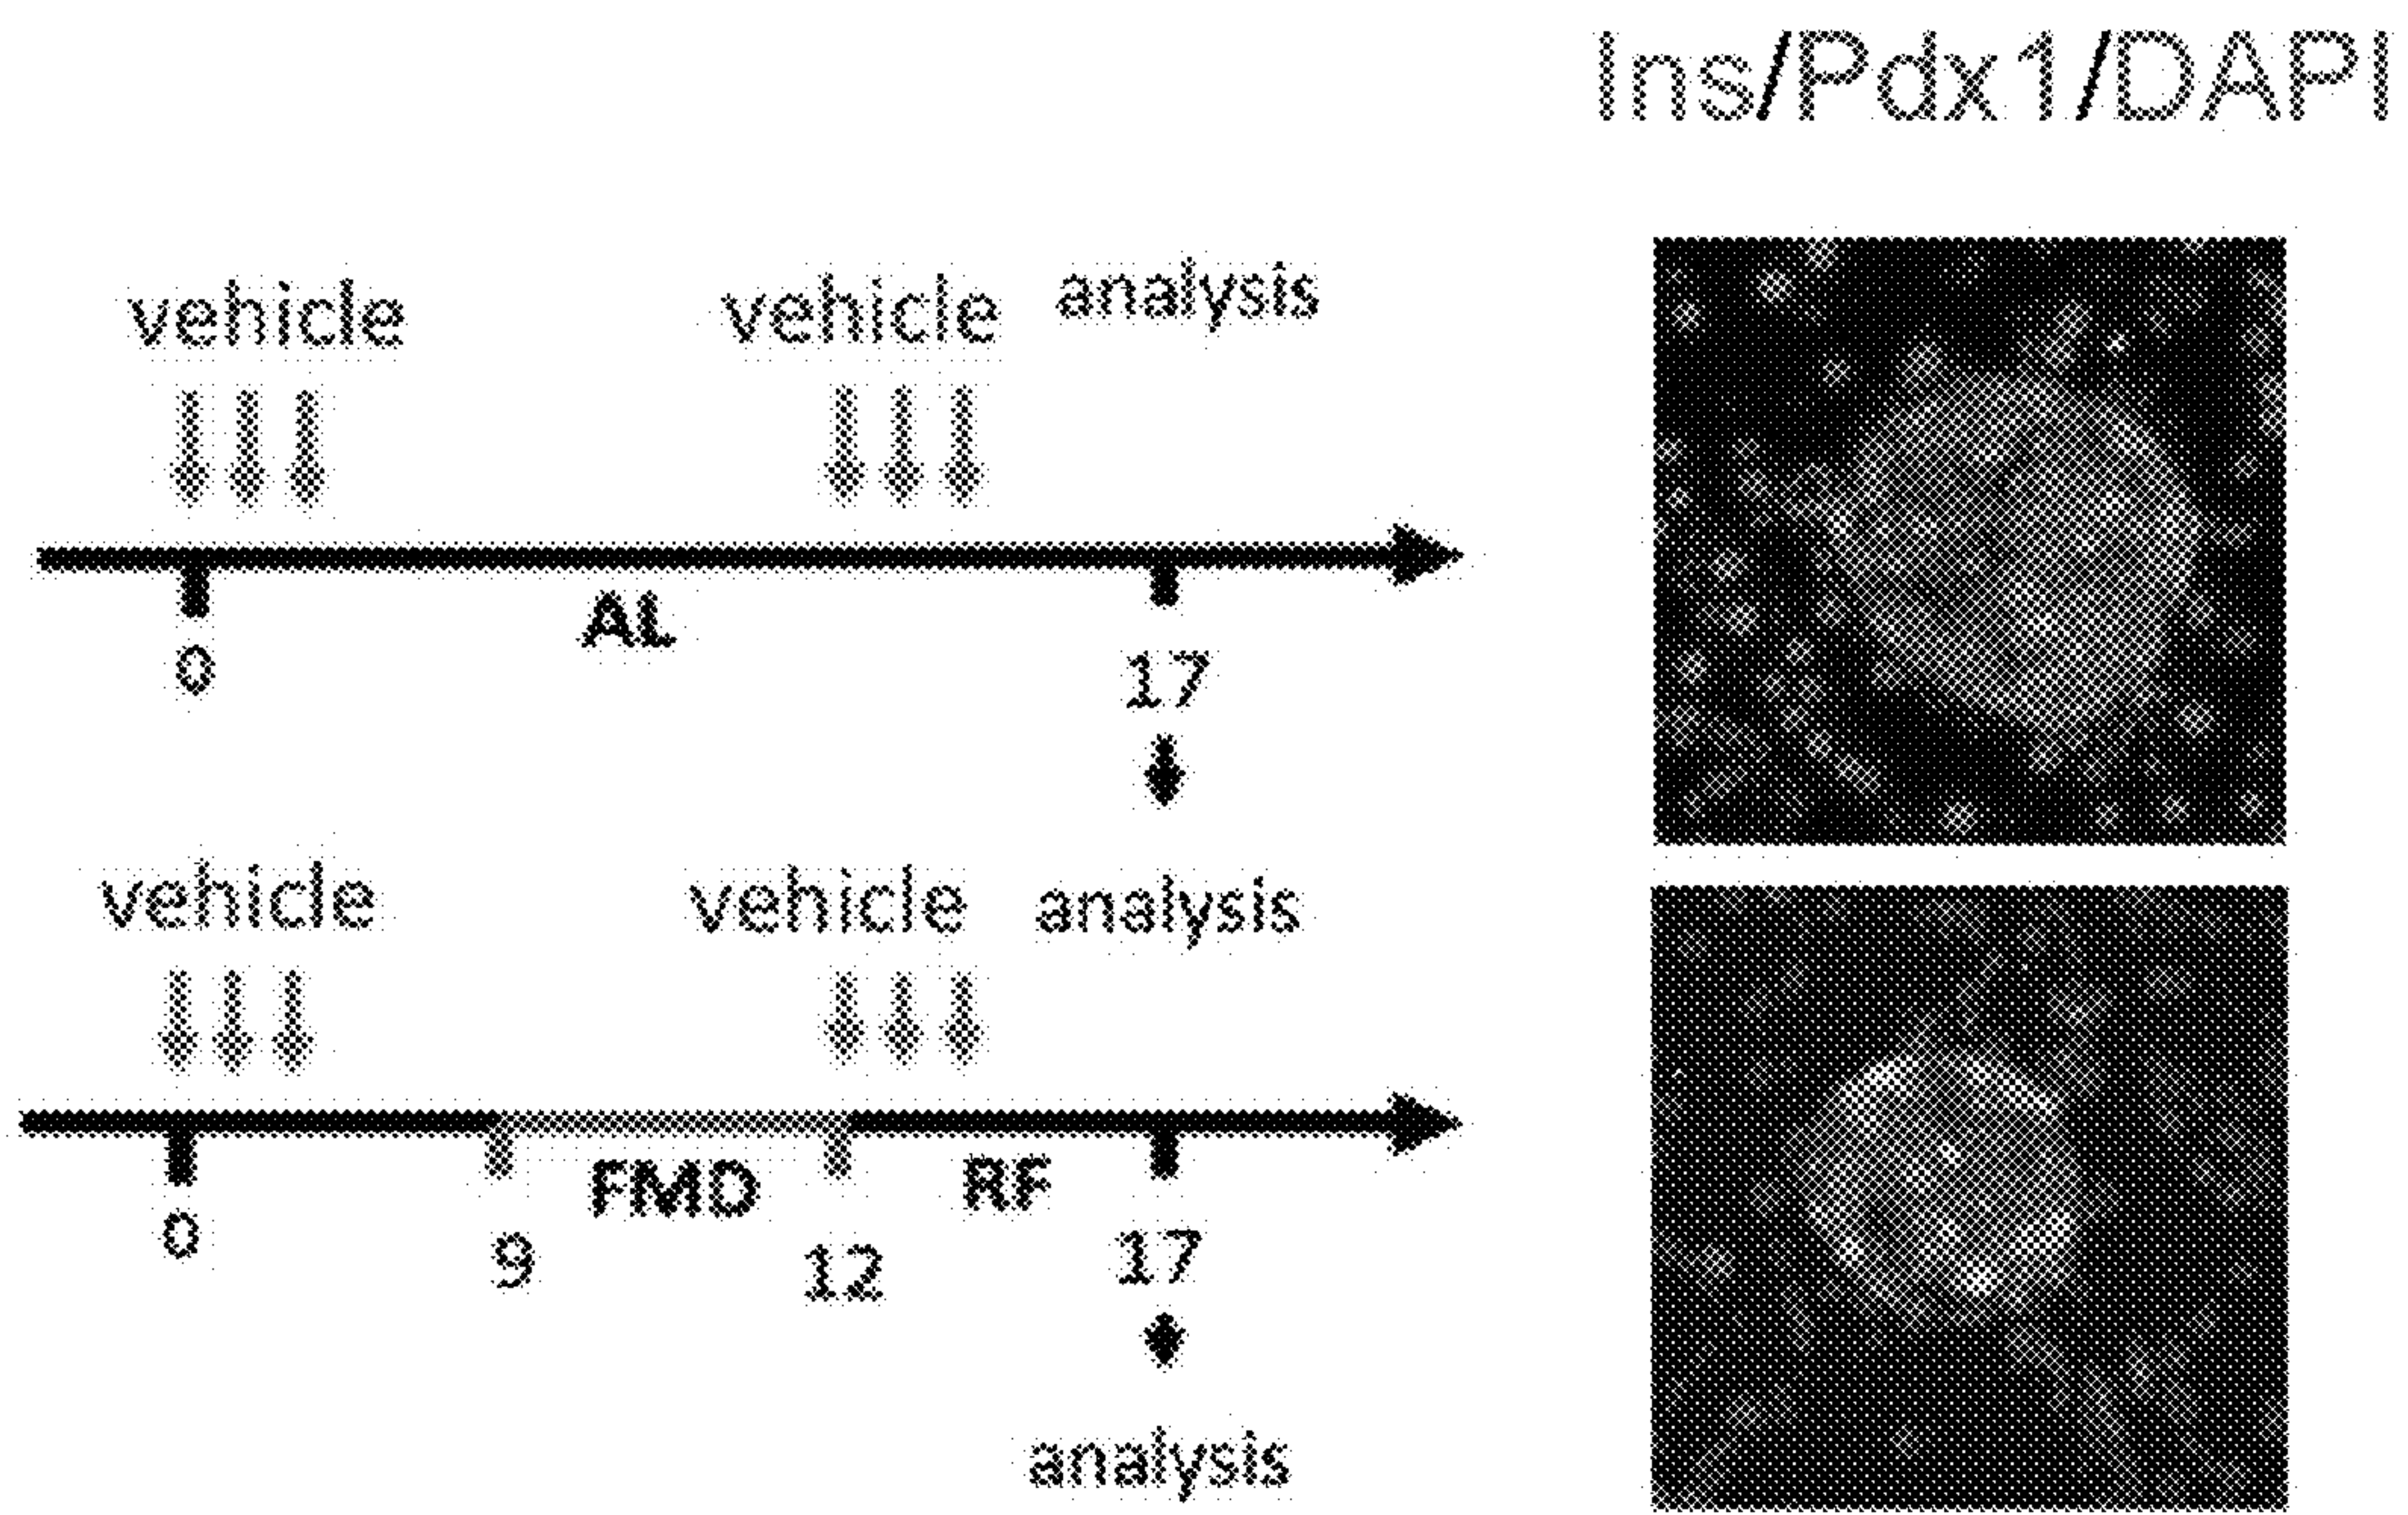 Ins/Pdx1/DAPI
vehicle vehicle analysis
AL
0 17
vehicle vehicle analysis
FMD RF
0 9 12 17
analysis